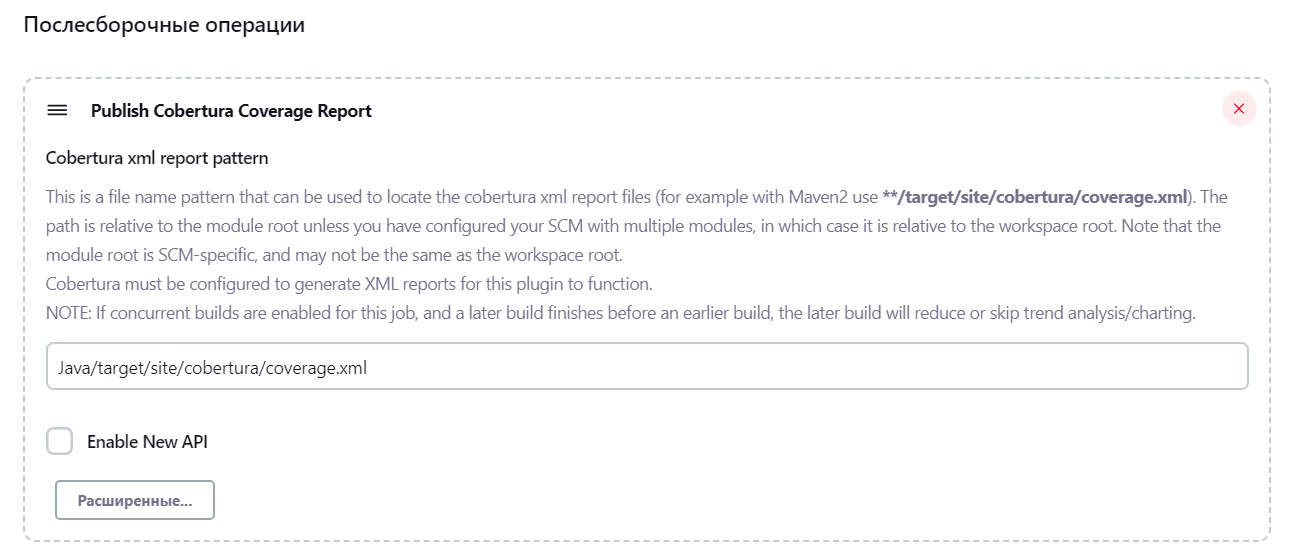 Послесборочные операции
Publish Cobertura Coverage Report
Cobertura xml report pattern
This is a file name pattern that can be used to locate the cobertura xml report files (for example with Maven2 use **/target/site/cobertura/coverage.xml). The
path is relative to the module root unless you have configured your SCM with multiple modules, in which case it is relative to the workspace root. Note that the
module root is SCM-specific, and may not be the same as the workspace root.
Cobertura must be configured to generate XML reports for this plugin to function.
NOTE: If concurrent builds are enabled for this job, and a later build finishes before an earlier build, the later build will reduce or skip trend analysis/charting.
Java/target/site/cobertura/coverage.xml
Enable New API
Расширенные...